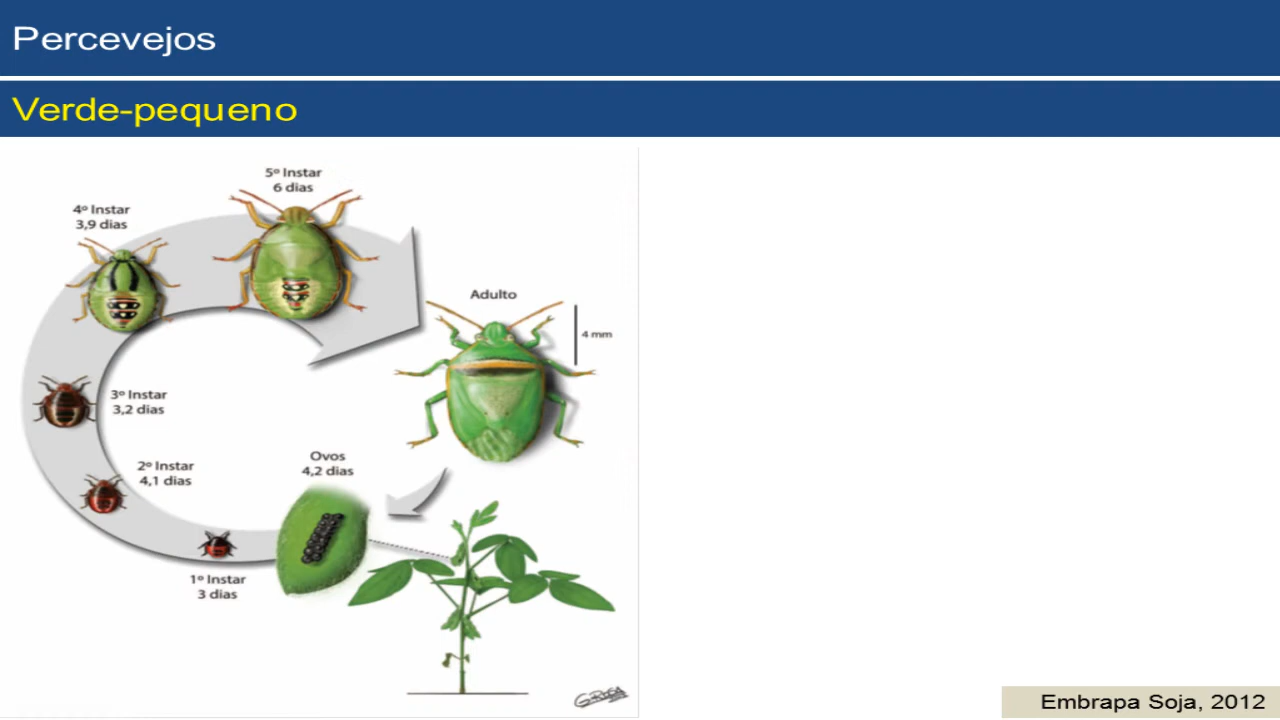 Percevejos
Verde-pequeno
5º Instar
6 dias
4º Instar
3,9 dias
Adulto
4 mm
3º Instar
3,2 dias
2º Instar
4,1 dias
Ovos
4,2 dias
1º Instar
3 dias
Embrapa Soja, 2012